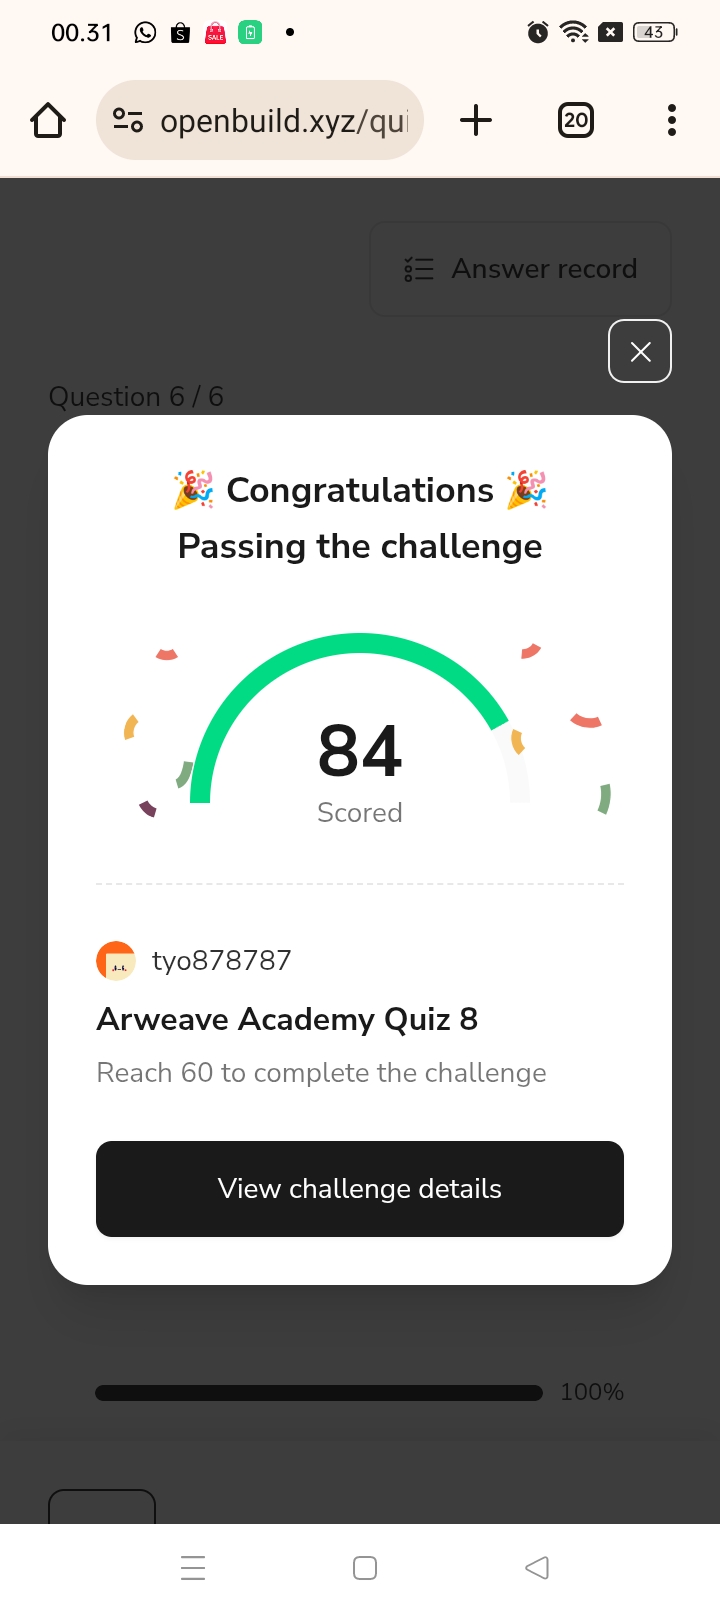 00.31
43
openbuild.xyz/qui
20
Answer record
Question 6 / 6
🎉 Congratulations 🎉
Passing the challenge
84
Scored
tyo878787
Arweave Academy Quiz 8
Reach 60 to complete the challenge
View challenge details
100%